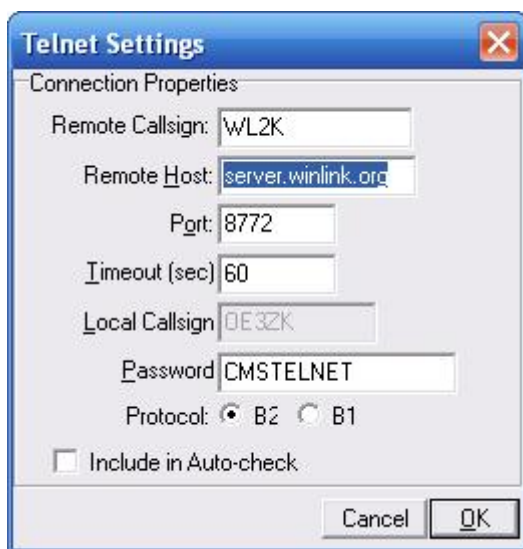 Telnet Settings
Connection Properties
Remote Callsign: WL2K
Remote Host: server.winlink.org
Port: 8772
Timeout (sec) 60
Local Callsign OE3ZK
Password CMSTELNET
Protocol: B2 B1
Include in Auto-check
Cancel OK